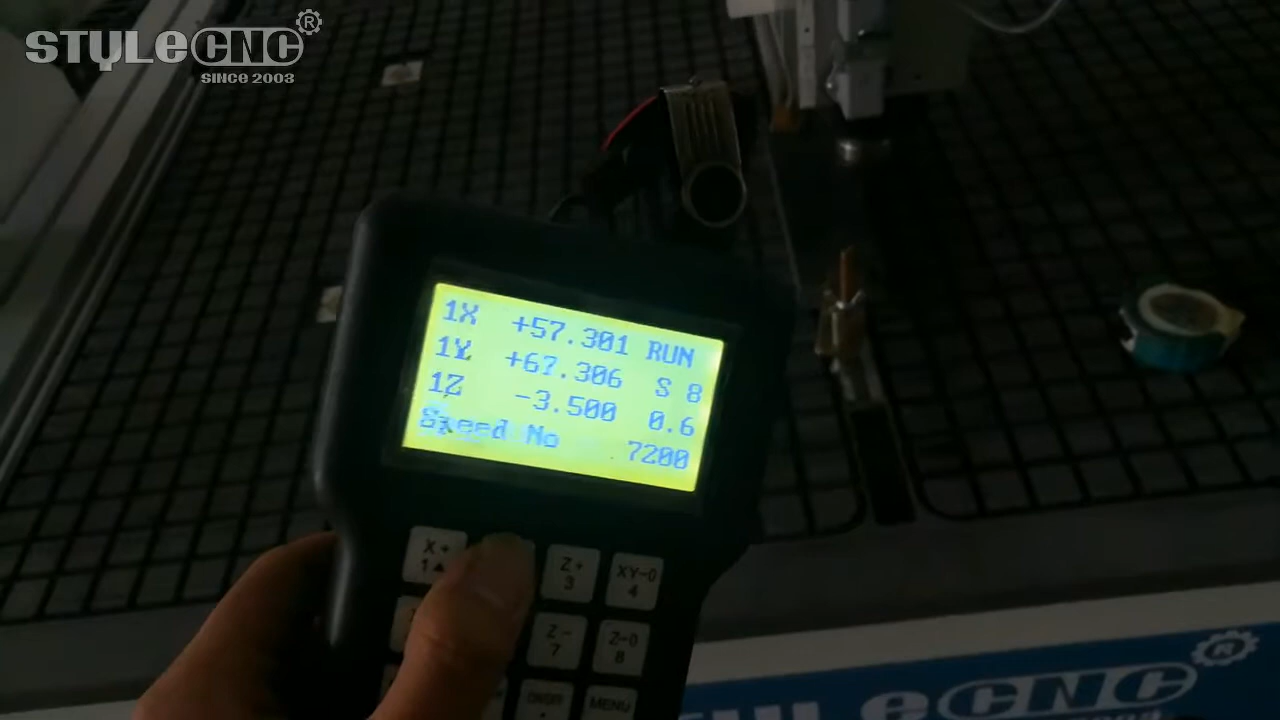 STYLECNC®
SINCE 2003
1X +57.301 RUN
1Y +67.306 S 8
1Z -3.500 0.6
Speed No 7200
X+
1▲
Z+
3
XY-0
4
Z-
7
Z-0
8
MENU
STYLECNC®